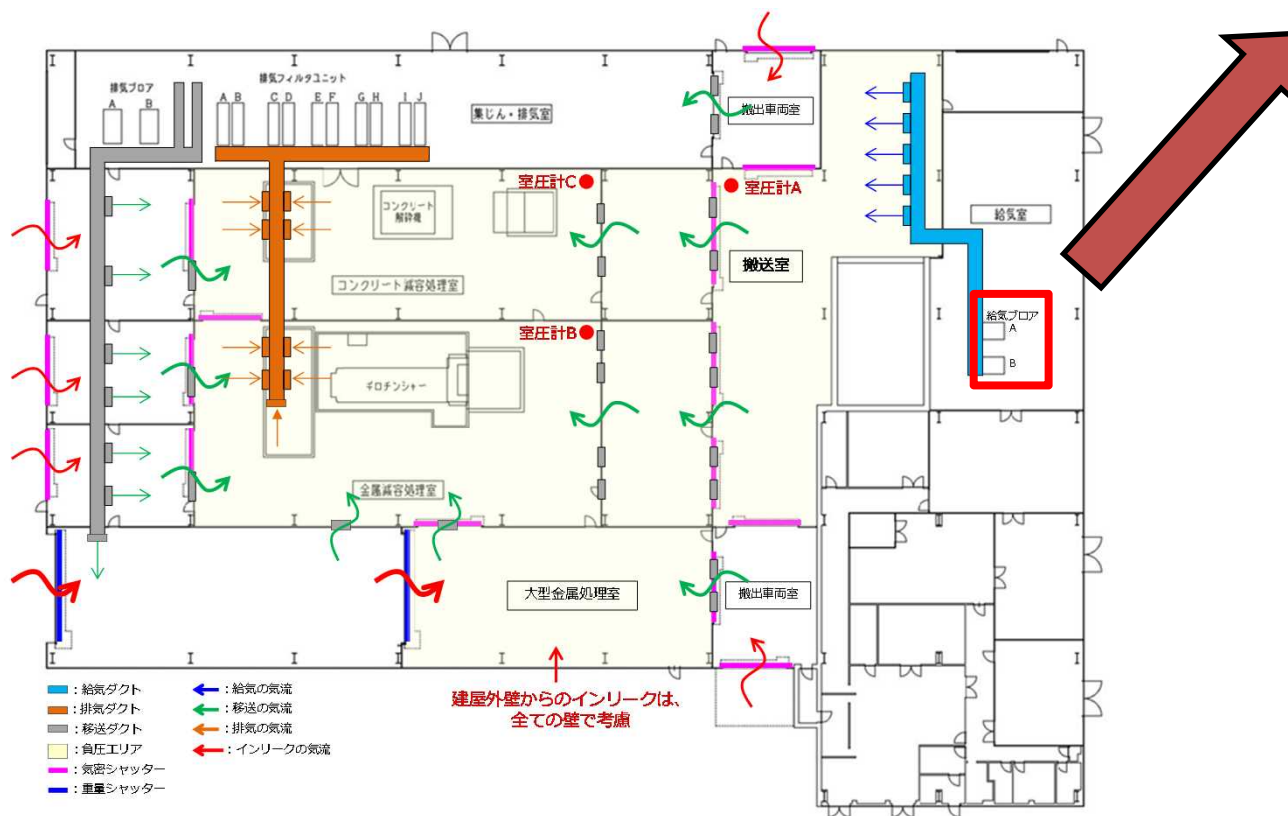 排気ブロア
A B
排気フィルタユニット
A B C D E F G H I J
集じん・排気室
搬出車両室
室圧計C
室圧計A
コンクリート
解砕機
給気室
搬送室
コンクリート減容処理室
室圧計B
給気ブロア
A
B
ギロチンシャー
金属減容処理室
大型金属処理室
搬出車両室
建屋外壁からのインリークは、
全ての壁で考慮
：給気ダクト
：排気ダクト
：移送ダクト
：負圧エリア
：気密シャッター
：重量シャッター
：給気の気流
：移送の気流
：排気の気流
：インリークの気流